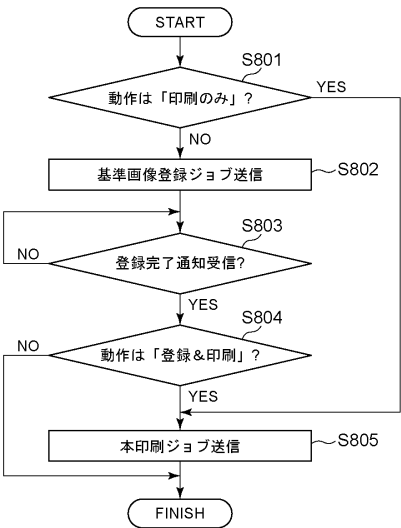 START
S801
動作は「印刷のみ」?
YES
NO
基準画像登録ジョブ送信
S802
S803
NO
登録完了通知受信?
YES
S804
NO
動作は「登録&印刷」?
YES
本印刷ジョブ送信
S805
FINISH